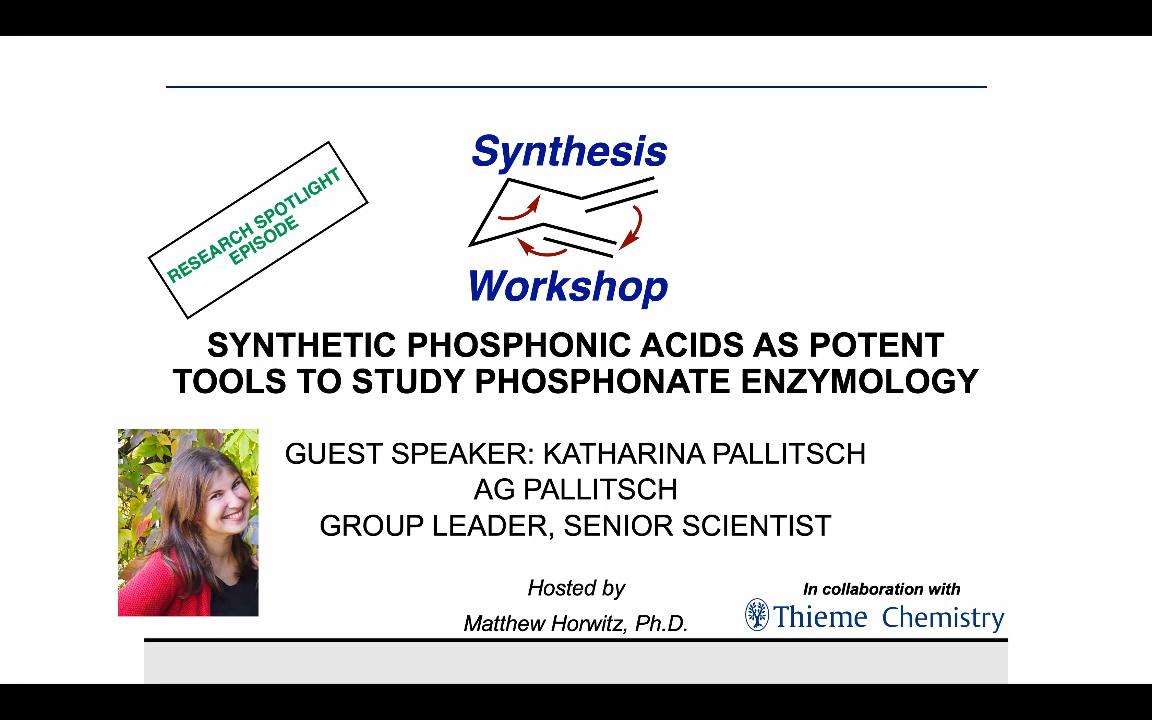 Synthesis
RESEARCH SPOTLIGHT
EPISODE
Workshop
SYNTHETIC PHOSPHONIC ACIDS AS POTENT
TOOLS TO STUDY PHOSPHONATE ENZYMOLOGY
GUEST SPEAKER: KATHARINA PALLITSCH
AG PALLITSCH
GROUP LEADER, SENIOR SCIENTIST
Hosted by
Matthew Horwitz, Ph.D.
In collaboration with
Thieme Chemistry